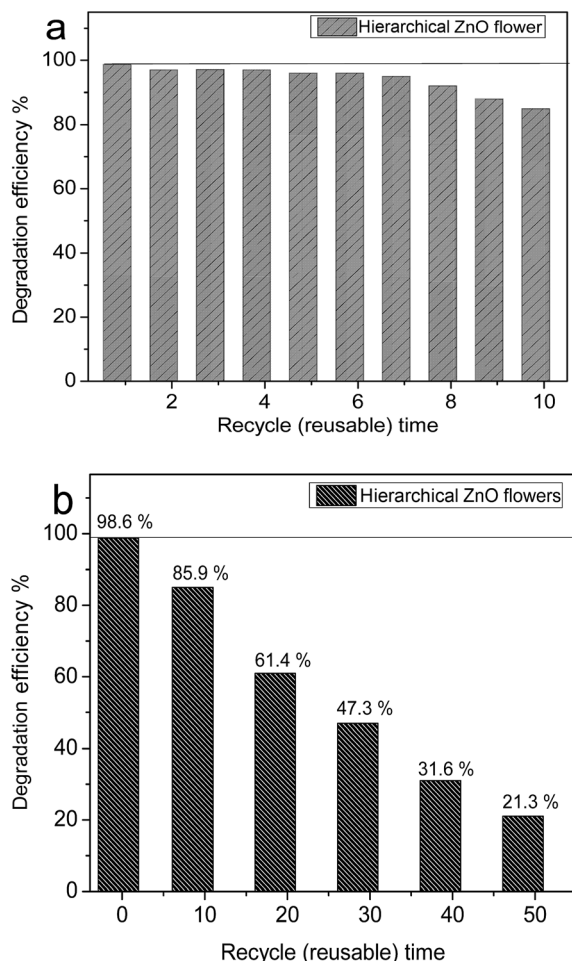 a
Hierarchical ZnO flower
100
80
60
40
20
0
Degradation efficiency %
2 4 6 8 10
Recycle (reusable) time
b
Hierarchical ZnO flowers
98.6 %
85.9 %
61.4 %
47.3 %
31.6 %
21.3 %
100
80
60
40
20
0
Degradation efficiency %
0 10 20 30 40 50
Recycle (reusable) time